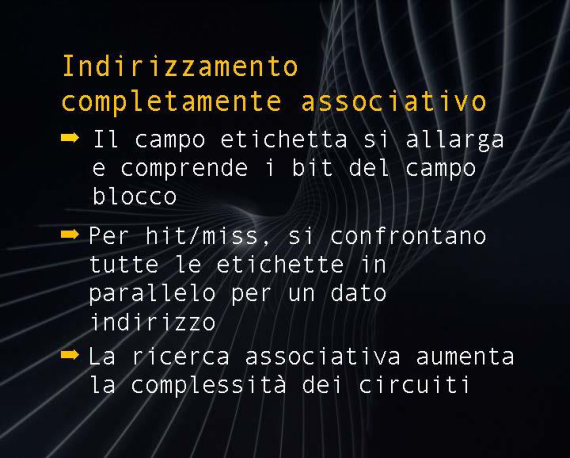 Indirizzamento
completamente associativo
➡ Il campo etichetta si allarga
e comprende i bit del campo
blocco
➡ Per hit/miss, si confrontano
tutte le etichette in
parallelo per un dato
indirizzo
➡ La ricerca associativa aumenta
la complessità dei circuiti